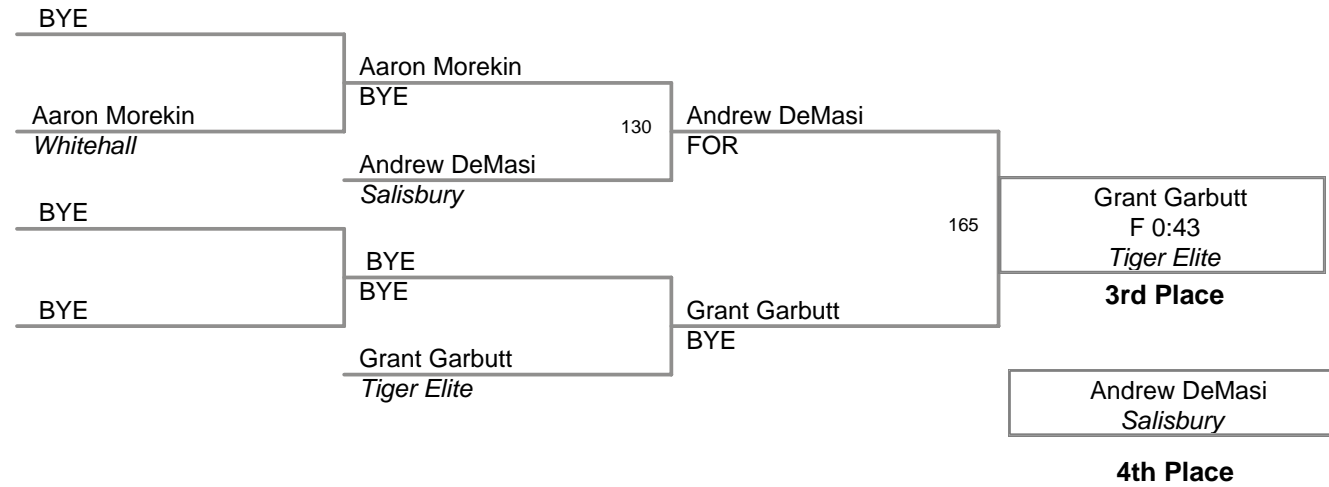 BYE
Aaron Morekin
BYE
Aaron Morekin
Whitehall
130
Andrew DeMasi
FOR
Andrew DeMasi
Salisbury
BYE
165
Grant Garbutt
F 0:43
Tiger Elite
3rd Place
BYE
BYE
BYE
Grant Garbutt
BYE
Grant Garbutt
Tiger Elite
Andrew DeMasi
Salisbury
4th Place